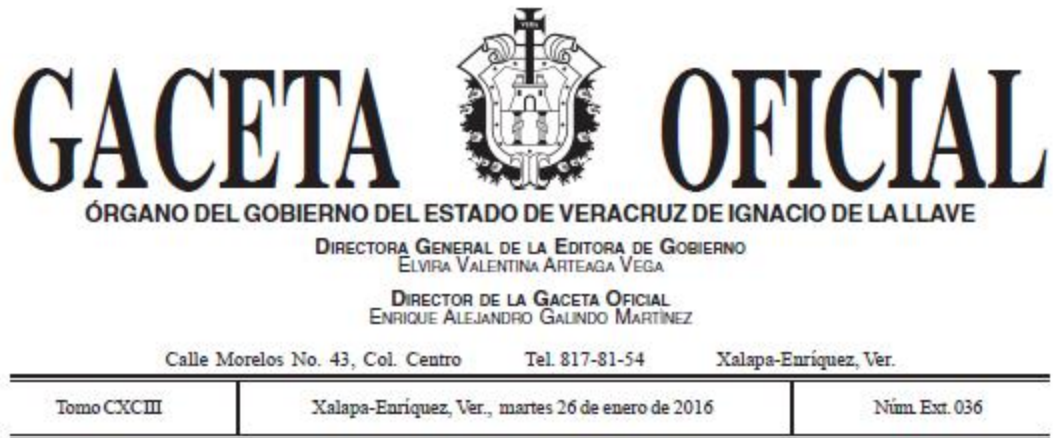 GACETA OFICIAL
VERA
ÓRGANO DEL GOBIERNO DEL ESTADO DE VERACRUZ DE IGNACIO DE LA LLAVE
DIRECTORA GENERAL DE LA EDITORA DE GOBIERNO
ELVIRA VALENTINA ARTEAGA VEGA
DIRECTOR DE LA GACETA OFICIAL
ENRIQUE ALEJANDRO GALINDO MARTÌNEZ
Calle Morelos No. 43, Col. Centro Tel. 817-81-54 Xalapa-Enríquez, Ver.
Tomo CXCIII Xalapa-Enríquez, Ver., martes 26 de enero de 2016 Núm. Ext. 036